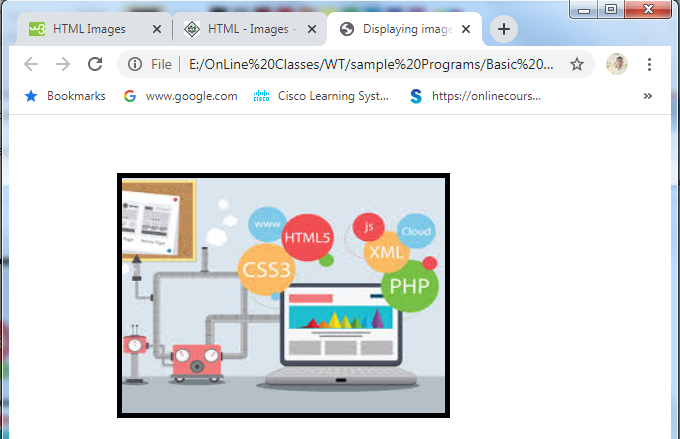 HTML Images
HTML - Images -
Displaying image
File | E:/OnLine%20Classes/WT/sample%20Programs/Basic%20...
Bookmarks
www.google.com
Cisco Learning Syst...
https://onlinecours...
www
HTML5
CSS3
js
Cloud
XML
PHP